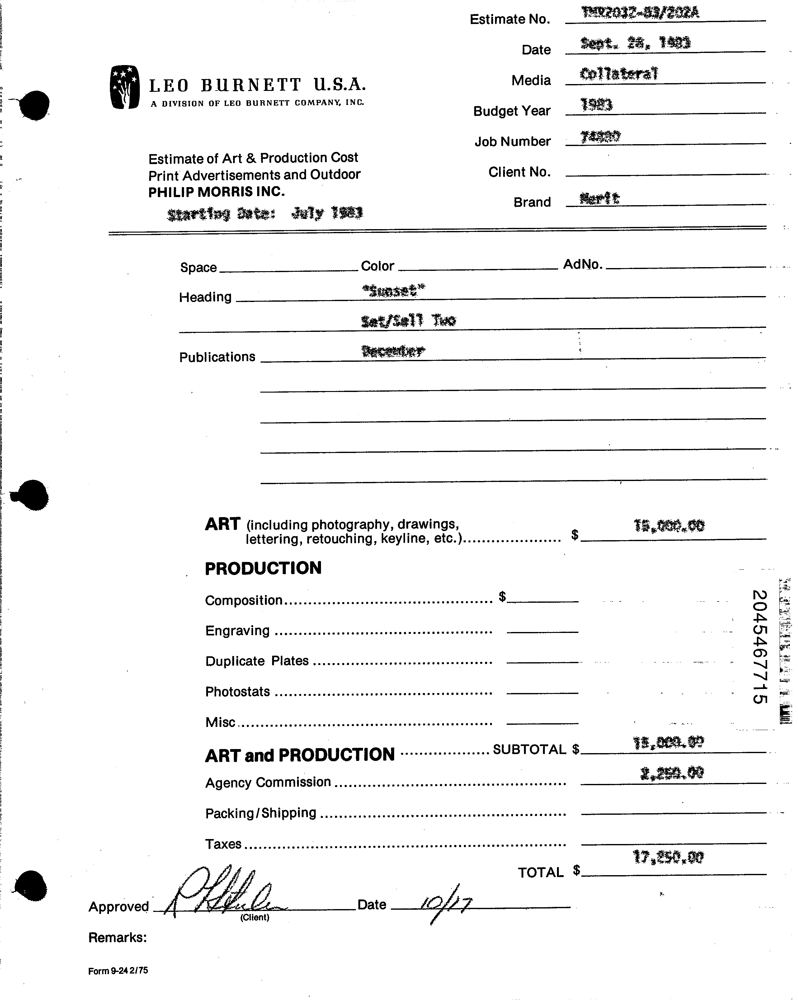 Estimate No. TMR2032-83/202A
Date Sept. 28, 1983
LEO BURNETT U.S.A.
A DIVISION OF LEO BURNETT COMPANY, INC.
Media Collateral
Budget Year 1983
Job Number
Estimate of Art & Production Cost
Print Advertisements and Outdoor
PHILIP MORRIS INC.
Client No.
Brand Merit
Starting Date: July 1983
Space Color Ad No.
Heading "Sunset"
Set/Sell Two
Publications December
ART (including photography, drawings,
lettering, retouching, keyline, etc.).................... $ 15,000.00
PRODUCTION
Composition............................................ $
Engraving ..............................................
Duplicate Plates ......................................
Photostats ..............................................
Misc......................................................
ART and PRODUCTION .................. SUBTOTAL $ 15,000.00
Agency Commission ................................................ 2,250.00
Packing/Shipping ...................................................
Taxes....................................................................
TOTAL $ 17,250.00
Approved Date 10/17
(Client)
Remarks:
Form 9-24 2/75
2045467715